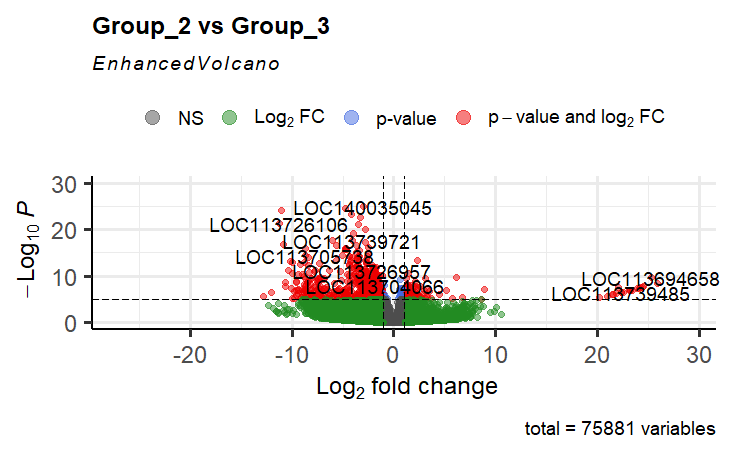 Group_2 vs Group_3
EnhancedVolcano
NS Log2 FC p-value p − value and log2 FC
30
20
10
0
−Log10 P
LOC140035045
LOC113726106
LOC113739721
LOC113705738
LOC113726957
LOC113704066
LOC113694658
LOC113739485
-20 -10 0 10 20 30
Log2 fold change
total = 75881 variables